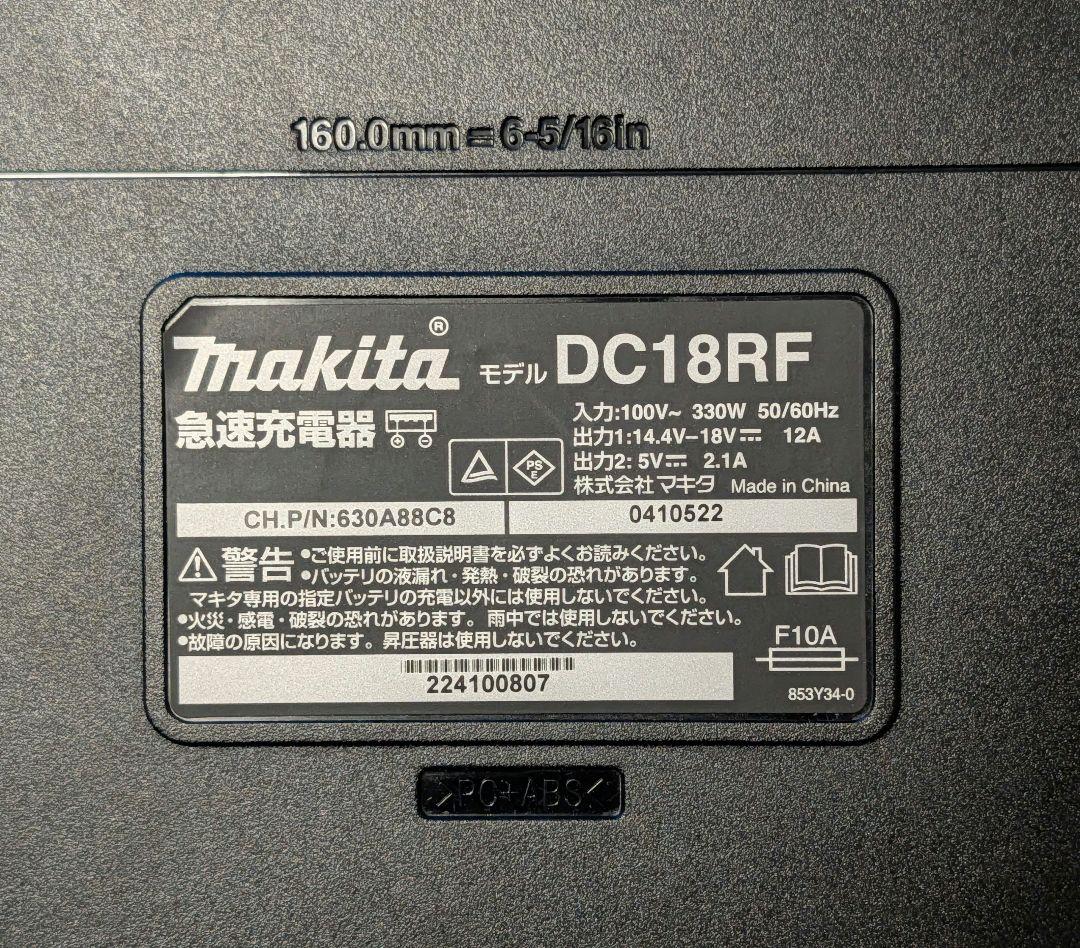 160.0mm = 6-5/16in
makita® モデル DC18RF
急速充電器
入力:100V~ 330W 50/60Hz
出力1:14.4V-18V⎓ 12A
出力2: 5V⎓ 2.1A
PS
E
株式会社マキタ Made in China
CH.P/N:630A88C8
0410522
警告 •ご使用前に取扱説明書を必ずよくお読みください。
•バッテリの液漏れ・発熱・破裂の恐れがあります。
マキタ専用の指定バッテリの充電以外には使用しないでください。
•火災・感電・破裂の恐れがあります。雨中では使用しないでください。
•故障の原因になります。昇圧器は使用しないでください。
F10A
224100807
853Y34-0
>PC+ABS<